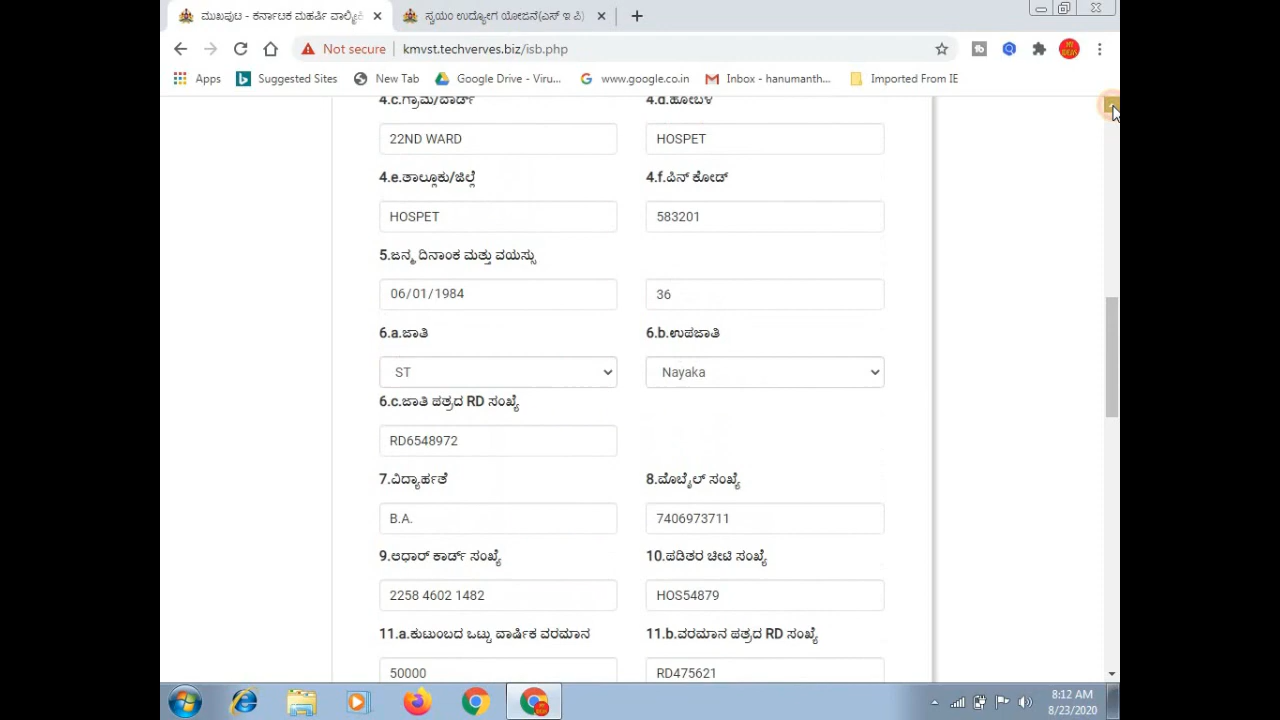 ಮುಖಪುಟ - ಕರ್ನಾಟಕ ಮಹರ್ಷಿ ವಾಲ್ಮೀಕಿ
ಸ್ವಯಂ ಉದ್ಯೋಗ ಯೋಜನೆ(ಎಸ್ ಇ ಪಿ)
Not secure kmvst.techverves.biz/isb.php
Apps Suggested Sites New Tab Google Drive - Viru... www.google.co.in Inbox - hanumanth... Imported From IE
4.c.ಗ್ರಾಮ/ವಾರ್ಡ್ 4.d.ಹೋಬಳಿ
22ND WARD HOSPET
4.e.ತಾಲ್ಲೂಕು/ಜಿಲ್ಲೆ 4.f.ಪಿನ್ ಕೋಡ್
HOSPET 583201
5.ಜನ್ಮ ದಿನಾಂಕ ಮತ್ತು ವಯಸ್ಸು
06/01/1984 36
6.a.ಜಾತಿ 6.b.ಉಪಜಾತಿ
ST Nayaka
6.c.ಜಾತಿ ಪತ್ರದ RD ಸಂಖ್ಯೆ
RD6548972
7.ವಿದ್ಯಾರ್ಹತೆ 8.ಮೊಬೈಲ್ ಸಂಖ್ಯೆ
B.A. 7406973711
9.ಆಧಾರ್ ಕಾರ್ಡ್ ಸಂಖ್ಯೆ 10.ಪಡಿತರ ಚೀಟಿ ಸಂಖ್ಯೆ
2258 4602 1482 HOS54879
11.a.ಕುಟುಂಬದ ಒಟ್ಟು ವಾರ್ಷಿಕ ವರಮಾನ 11.b.ವರಮಾನ ಪತ್ರದ RD ಸಂಖ್ಯೆ
50000 RD475621
8:12 AM
8/23/2020